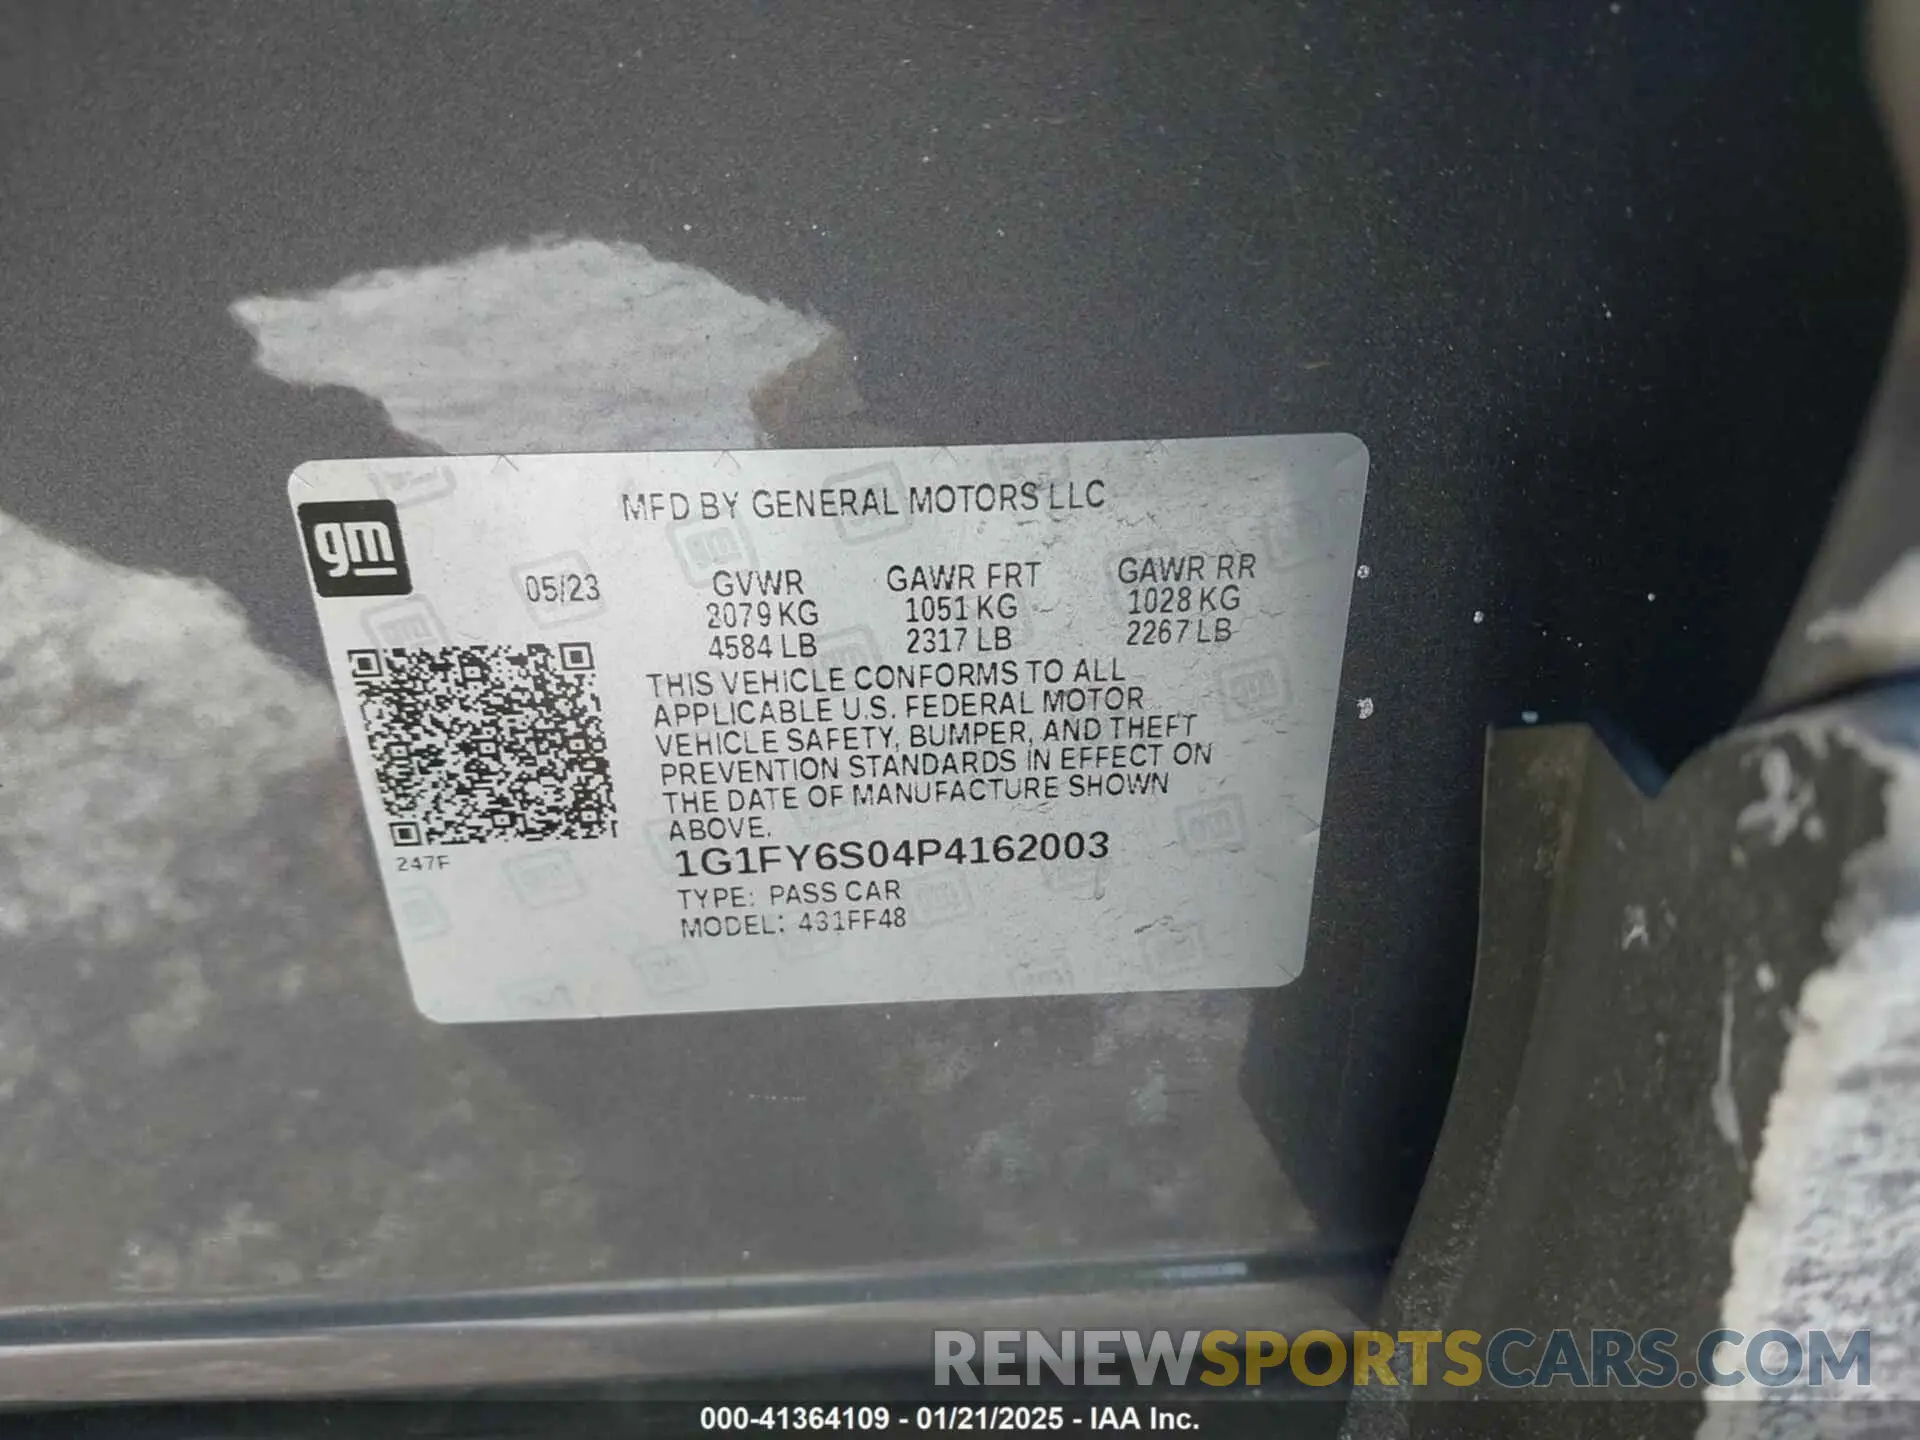 MFD BY GENERAL MOTORS LLC
gm
05/23 GVWR GAWR FRT GAWR RR
2079 KG 1051 KG 1028 KG
4584 LB 2317 LB 2267 LB
THIS VEHICLE CONFORMS TO ALL
APPLICABLE U.S. FEDERAL MOTOR
VEHICLE SAFETY, BUMPER, AND THEFT
PREVENTION STANDARDS IN EFFECT ON
THE DATE OF MANUFACTURE SHOWN
ABOVE.
247F
1G1FY6S04P4162003
TYPE: PASS CAR
MODEL: 431FF48
RENEWSPORTSCARS.COM
000-41364109 - 01/21/2025 - IAA Inc.